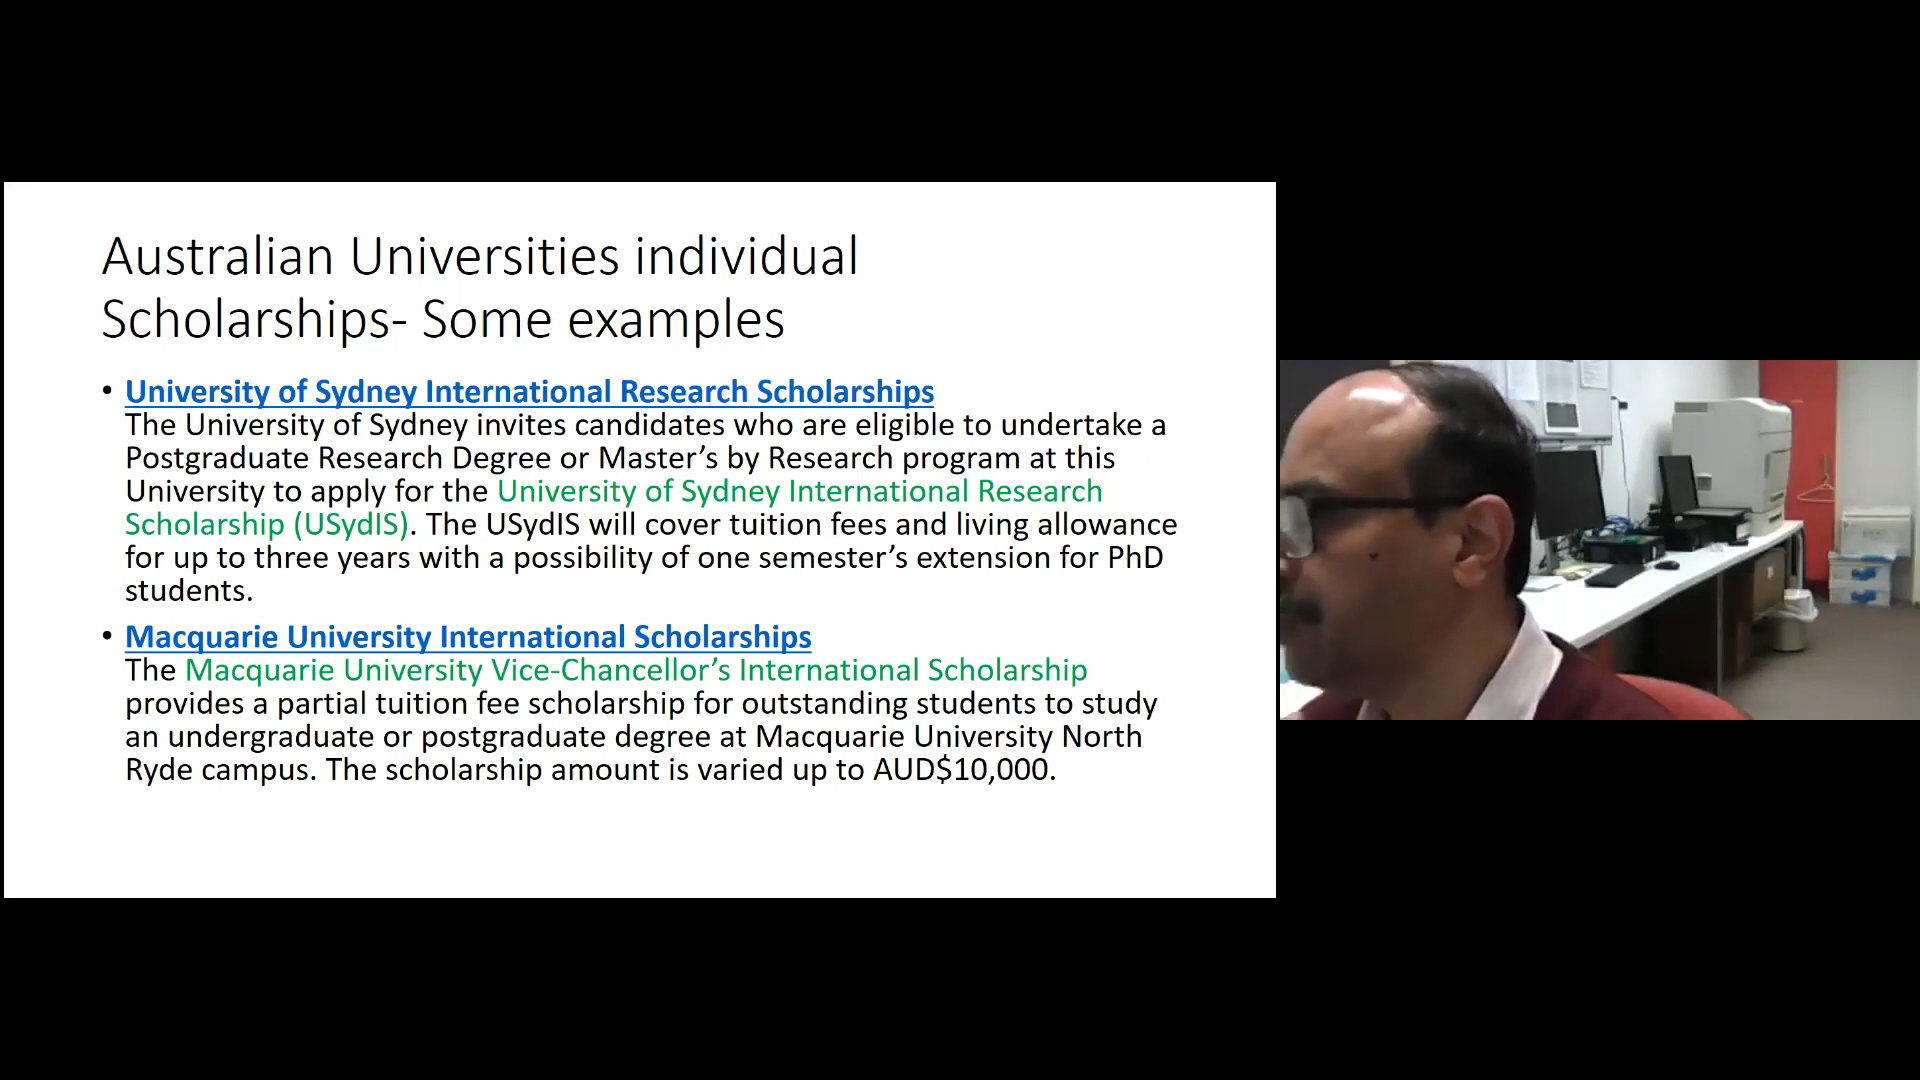 Australian Universities individual
Scholarships- Some examples
• University of Sydney International Research Scholarships
The University of Sydney invites candidates who are eligible to undertake a
Postgraduate Research Degree or Master’s by Research program at this
University to apply for the University of Sydney International Research
Scholarship (USydIS). The USydIS will cover tuition fees and living allowance
for up to three years with a possibility of one semester’s extension for PhD
students.
• Macquarie University International Scholarships
The Macquarie University Vice-Chancellor’s International Scholarship
provides a partial tuition fee scholarship for outstanding students to study
an undergraduate or postgraduate degree at Macquarie University North
Ryde campus. The scholarship amount is varied up to AUD$10,000.